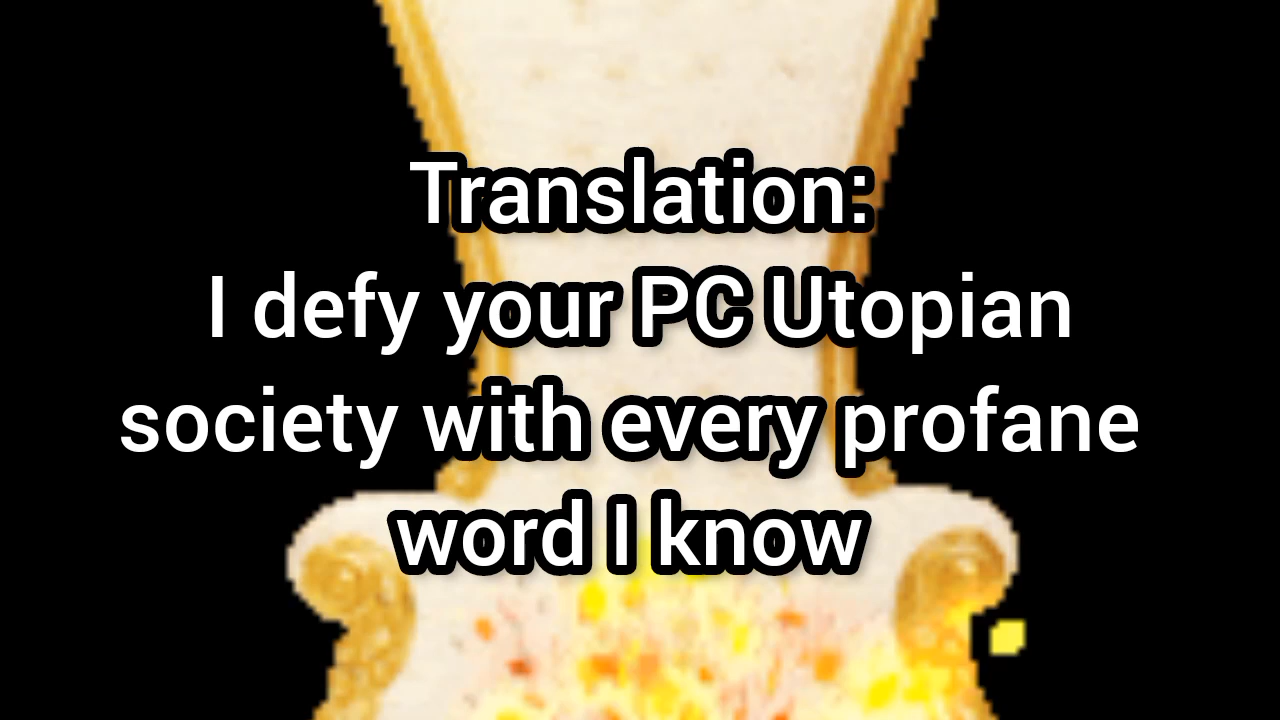 Translation:
I defy your PC Utopian
society with every profane
word I know